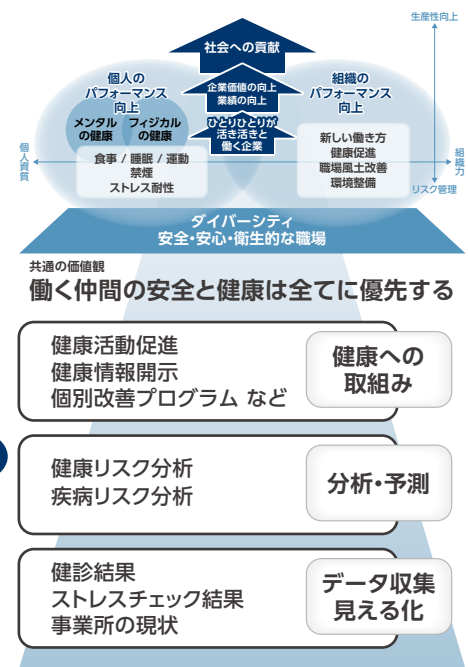 生産性向上
社会への貢献
個人の
パフォーマンス
向上
組織の
パフォーマンス
向上
企業価値の向上
業績の向上
メンタル
の健康
フィジカル
の健康
ひとりひとりが
活き活きと
働く企業
新しい働き方
健康促進
職場風土改善
環境整備
個人資質
食事 / 睡眠 / 運動
禁煙
ストレス耐性
組織力
リスク管理
ダイバーシティ
安全・安心・衛生的な職場
共通の価値観
働く仲間の安全と健康は全てに優先する
健康活動促進
健康情報開示
個別改善プログラム など
健康への
取組み
健康リスク分析
疾病リスク分析
分析・予測
健診結果
ストレスチェック結果
事業所の現状
データ収集
見える化